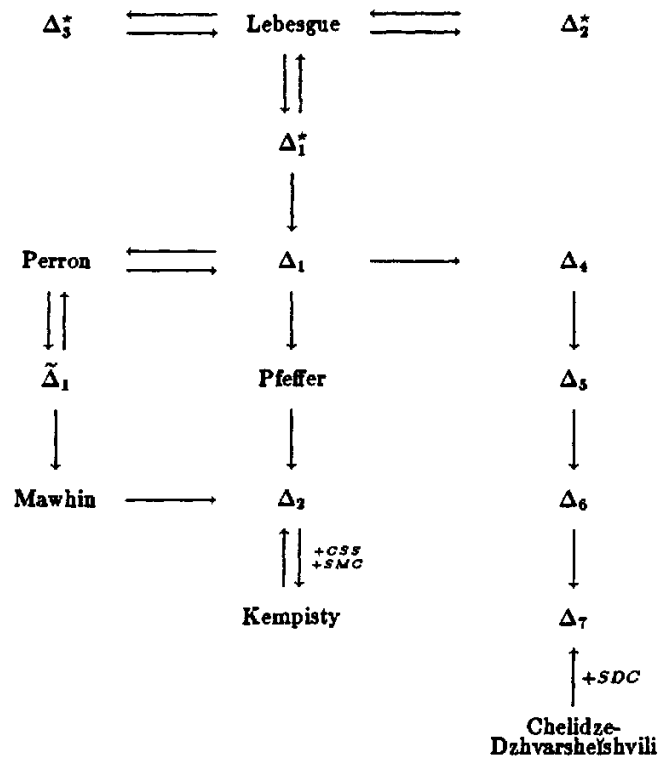 Δ₃* Lebesgue Δ₂*
Δ₁*
Perron Δ₁ Δ₄
Δ̃₁ Pfeffer Δ₅
Mawhin Δ₂ Δ₆
+CSS
+SMC
Kempisty Δ₇
+SDC
Chelidze-
Dzhvarsheĭshvili